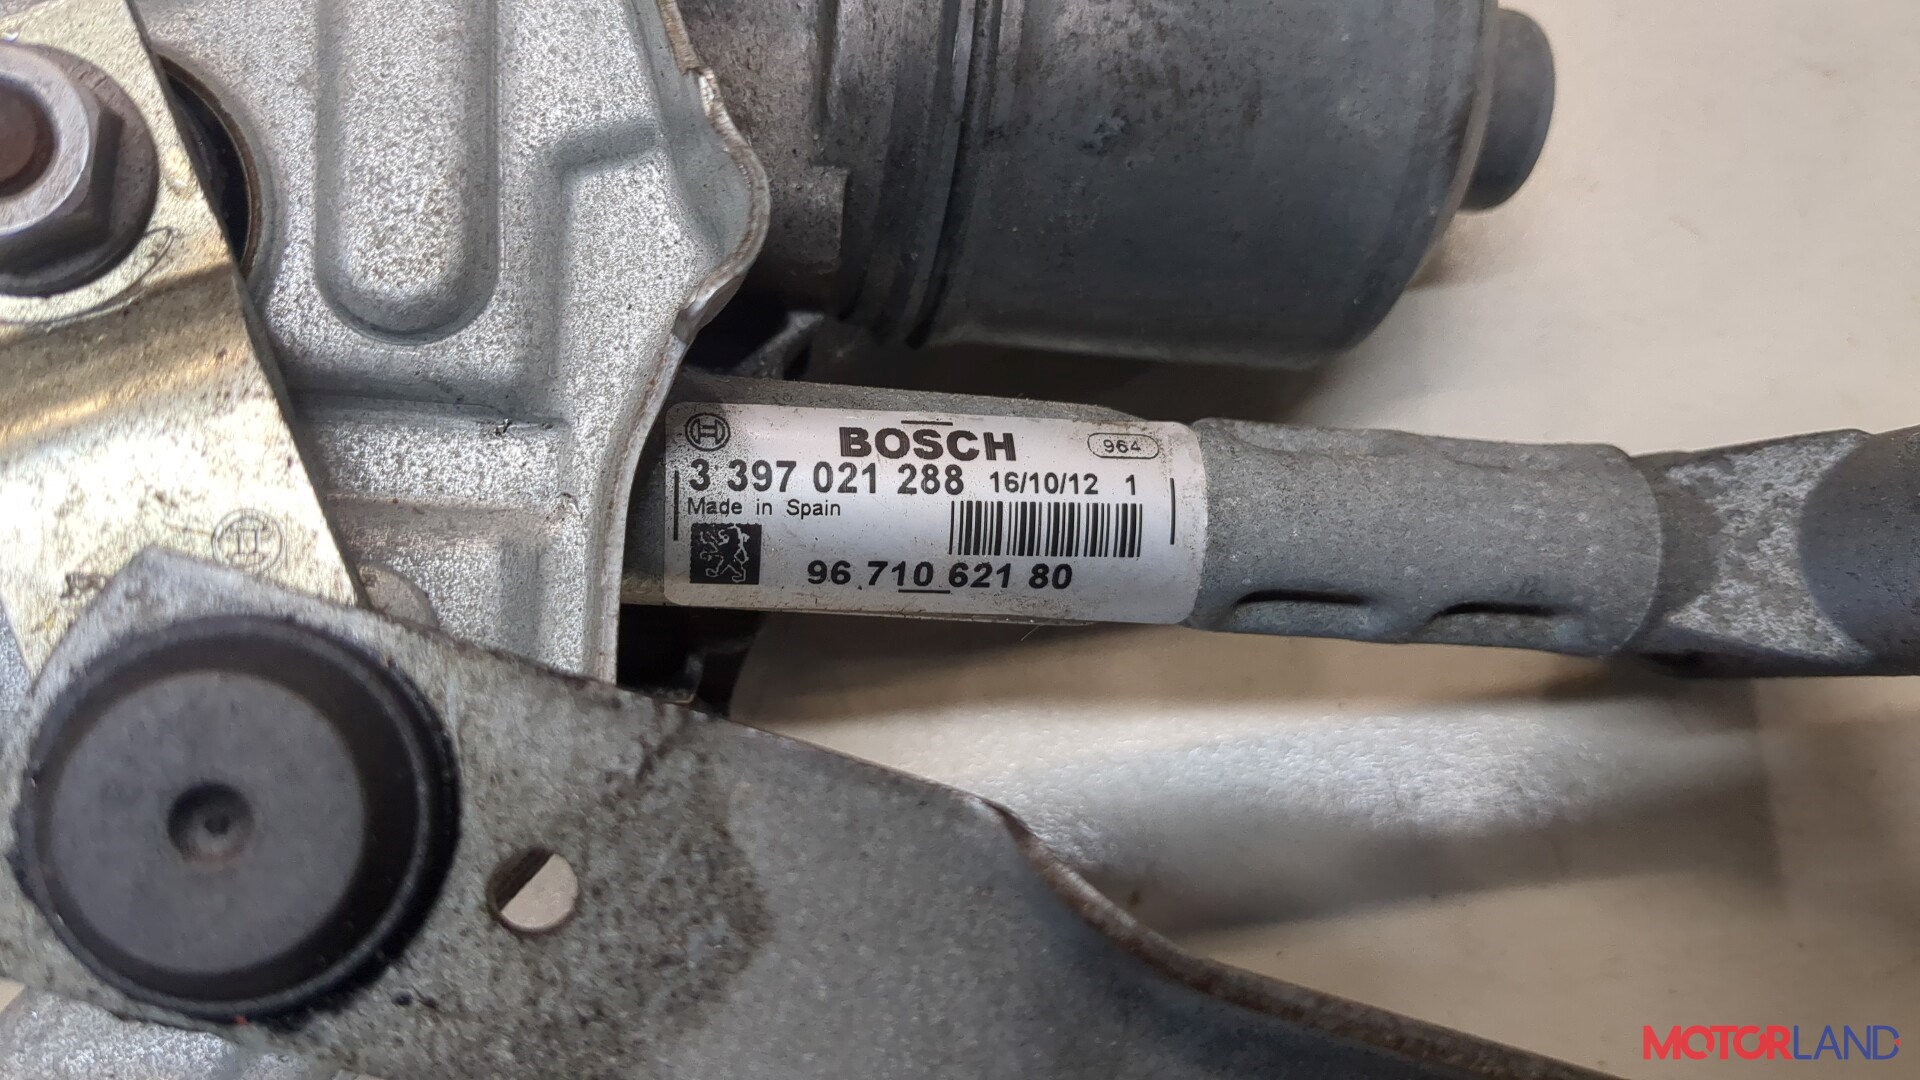 BOSCH 964
3 397 021 288 16/10/12 1
Made in Spain
96 710 621 80
MOTORLAND